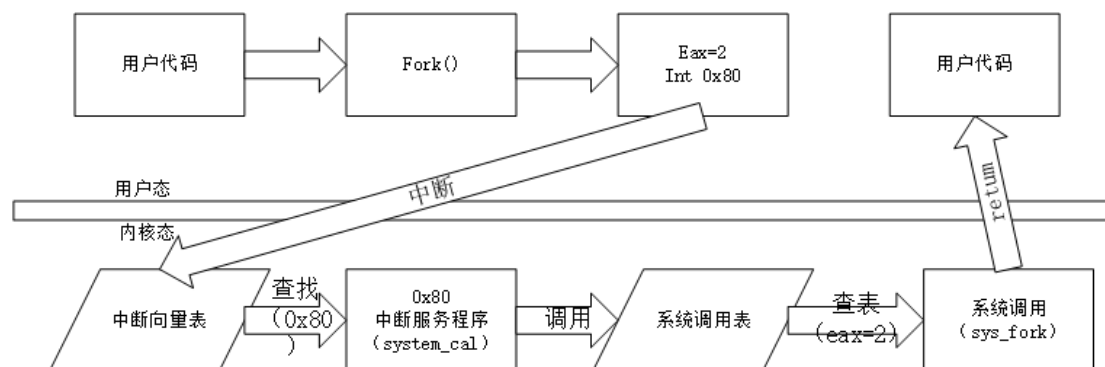 用户代码
Fork()
Eax=2
Int 0x80
用户代码
中断
return
用户态
内核态
中断向量表
查找
(0x80
)
0x80
中断服务程序
(system_cal)
调用
系统调用表
查表
(eax=2)
系统调用
(sys_fork)